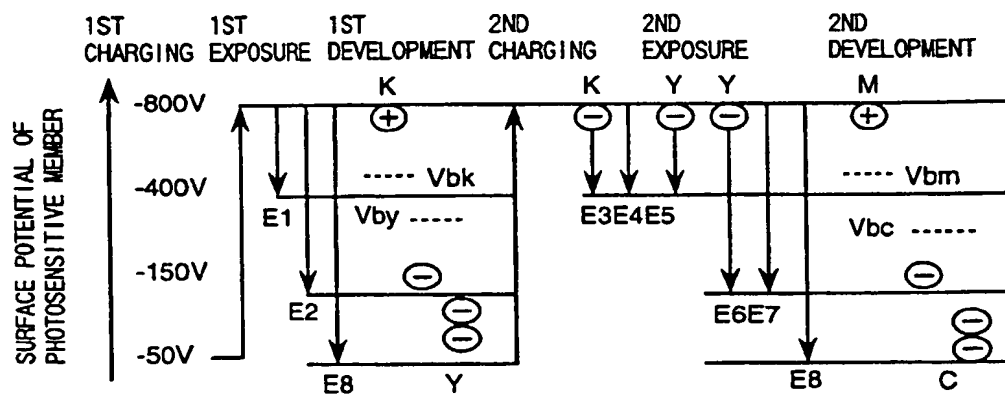 1ST CHARGING
1ST EXPOSURE
1ST DEVELOPMENT
2ND CHARGING
2ND EXPOSURE
2ND DEVELOPMENT
SURFACE POTENTIAL OF
PHOTOSENSITIVE MEMBER
K K Y Y M
-800V + - - - +
Vbk Vbm
-400V
E1 Vby E3E4E5 Vbc
-150V - -
E2 - E6E7 -
- -
-50V
E8 Y E8 C